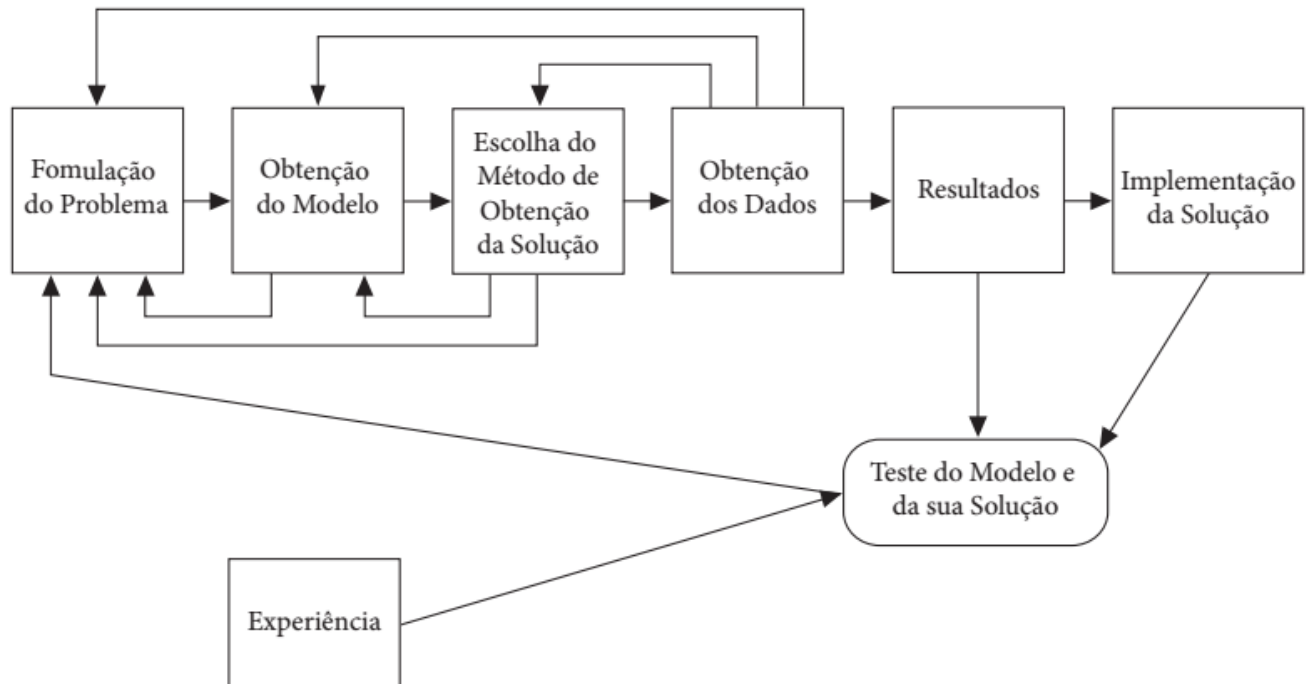 Fomulação
do Problema
Obtenção
do Modelo
Escolha do
Método de
Obtenção
da Solução
Obtenção
dos Dados
Resultados
Implementação
da Solução
Teste do Modelo e
da sua Solução
Experiência